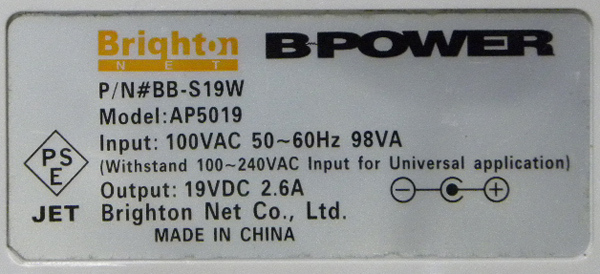 Brighton
NET
B-POWER
P/N#BB-S19W
Model:AP5019
Input: 100VAC 50~60Hz 98VA
(Withstand 100~240VAC Input for Universal application)
Output: 19VDC 2.6A
PS
E
JET
Brighton Net Co., Ltd.
MADE IN CHINA